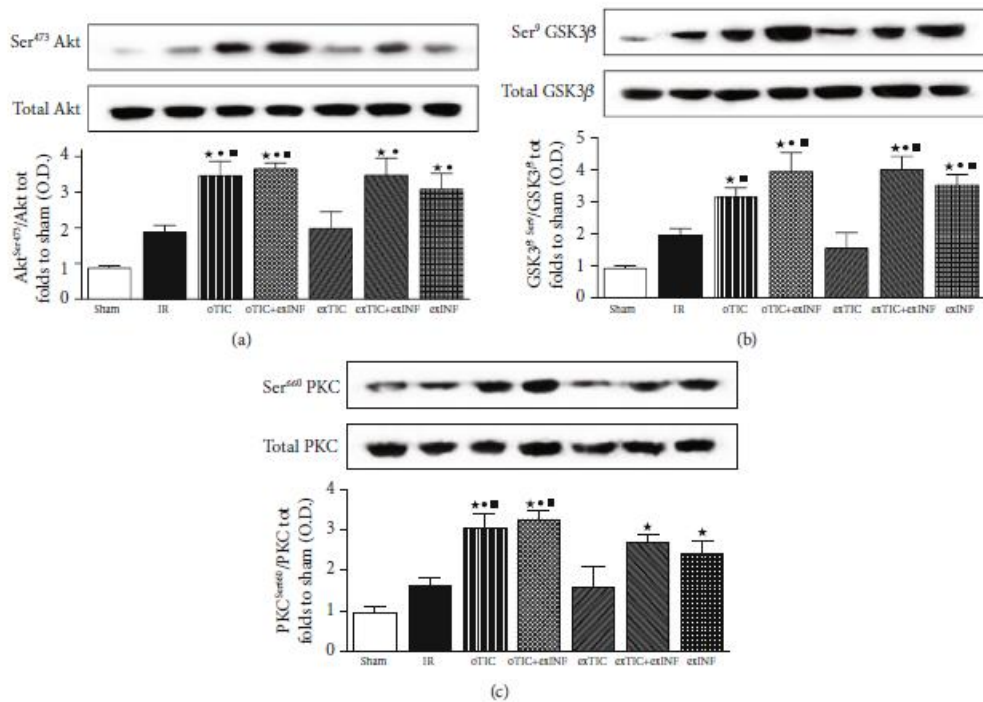 Ser⁴⁷³ Akt
Total Akt
Akt^Ser473/Akt tot
folds to sham (O.D.)
4
3
2
1
0
★ • ■
★ • ■
★ •
★ •
Sham
IR
oTIC
oTIC+exINF
exTIC
exTIC+exINF
exINF
(a)
Ser⁹ GSK3β
Total GSK3β
GSK3β Ser9/GSK3β tot
folds to sham (O.D.)
5
4
3
2
1
0
★ ■
★ • ■
★ • ■
★ • ■
Sham
IR
oTIC
oTIC+exINF
exTIC
exTIC+exINF
exINF
(b)
Ser⁶⁶⁰ PKC
Total PKC
PKC^Ser660/PKC tot
folds to sham (O.D.)
4
3
2
1
0
★ • ■
★ • ■
★
★
Sham
IR
oTIC
oTIC+exINF
exTIC
exTIC+exINF
exINF
(c)